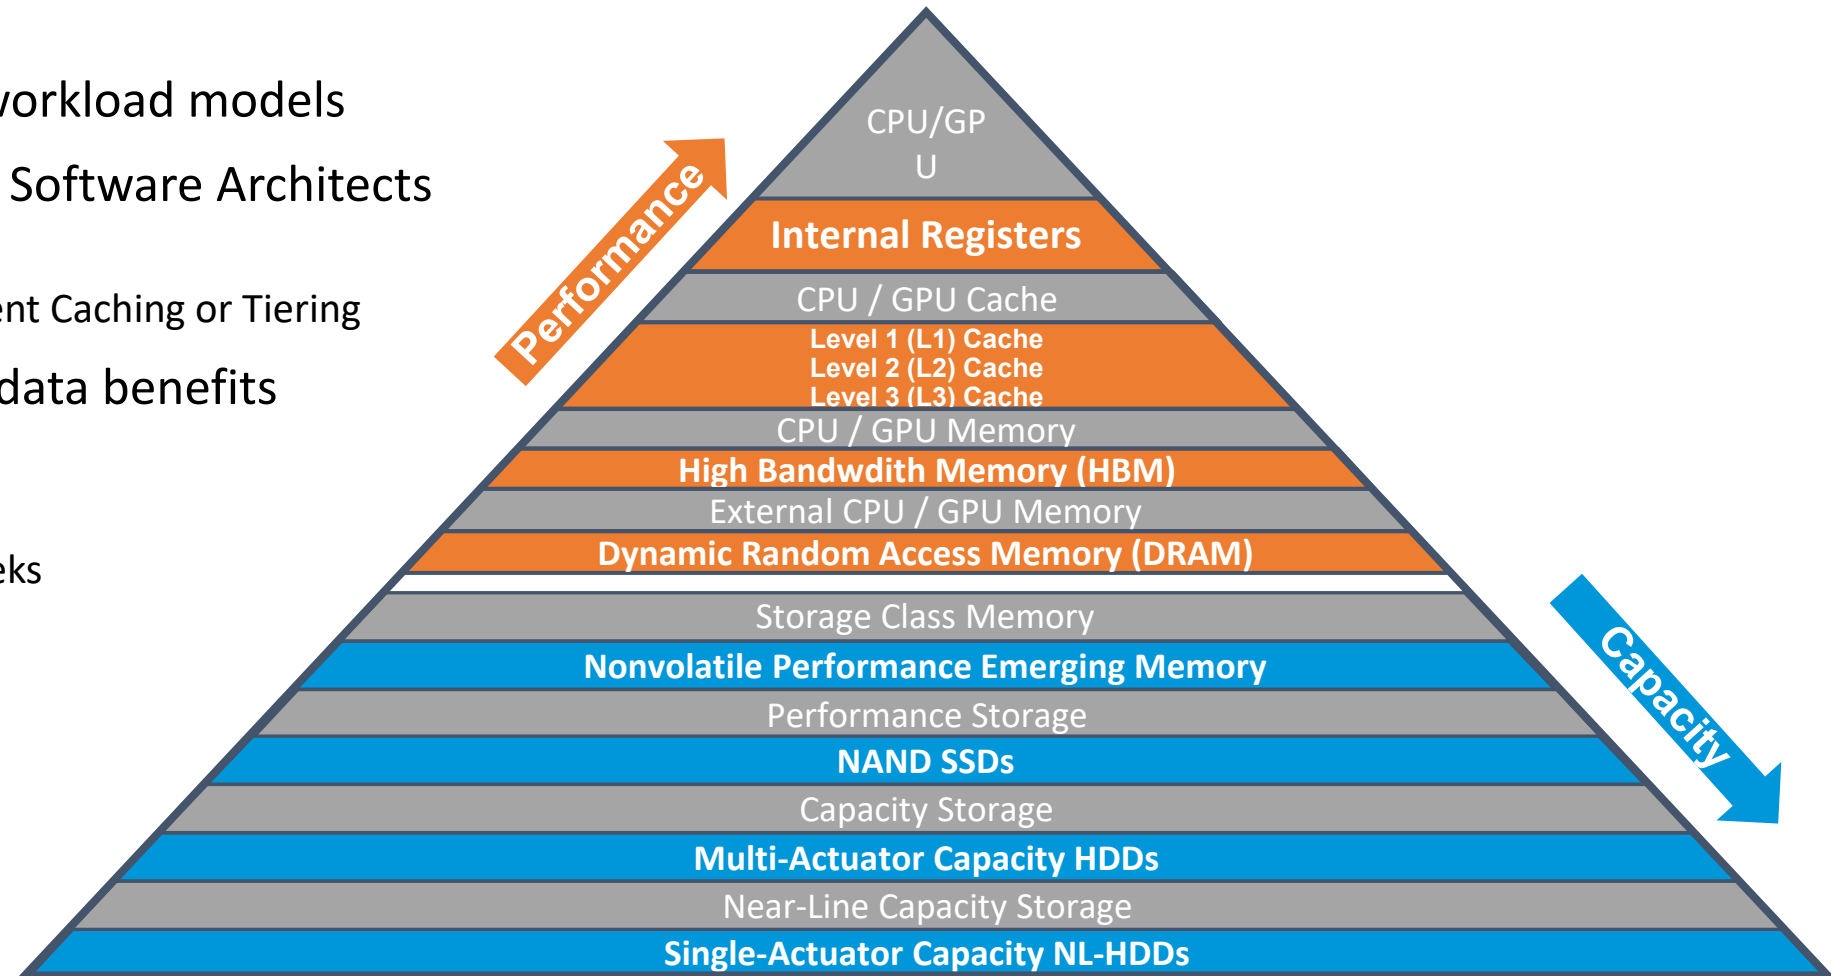 workload models
Software Architects
ent Caching or Tiering
data benefits
eks
Performance
CPU/GP
U
Internal Registers
CPU / GPU Cache
Level 1 (L1) Cache
Level 2 (L2) Cache
Level 3 (L3) Cache
CPU / GPU Memory
High Bandwdith Memory (HBM)
External CPU / GPU Memory
Dynamic Random Access Memory (DRAM)
Storage Class Memory
Nonvolatile Performance Emerging Memory
Performance Storage
NAND SSDs
Capacity Storage
Multi-Actuator Capacity HDDs
Near-Line Capacity Storage
Single-Actuator Capacity NL-HDDs
Capacity